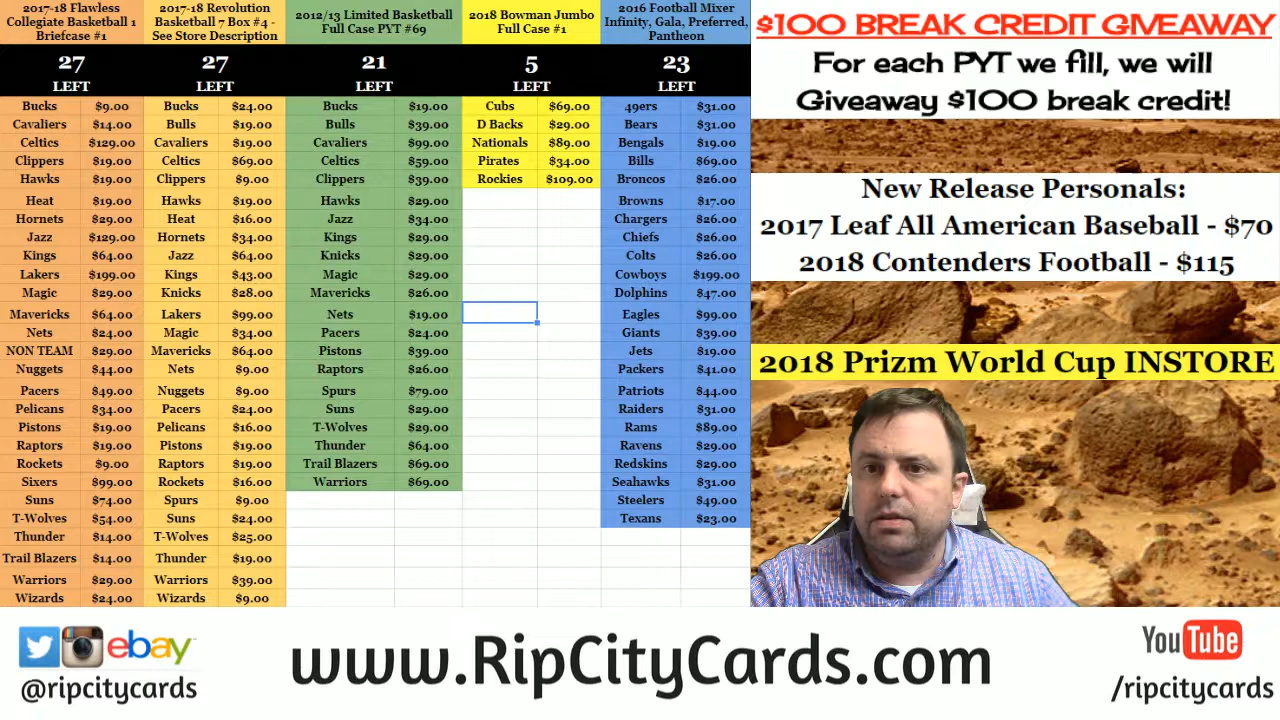 2017-18 Flawless
Collegiate Basketball 1
Briefcase #1
27
LEFT
Bucks $9.00
Cavaliers $14.00
Celtics $129.00
Clippers $19.00
Hawks $19.00
Heat $19.00
Hornets $29.00
Jazz $129.00
Kings $64.00
Lakers $199.00
Magic $29.00
Mavericks $64.00
Nets $24.00
NON TEAM $29.00
Nuggets $44.00
Pacers $49.00
Pelicans $34.00
Pistons $19.00
Raptors $19.00
Rockets $9.00
Sixers $99.00
Suns $74.00
T-Wolves $54.00
Thunder $14.00
Trail Blazers $14.00
Warriors $29.00
Wizards $24.00
2017-18 Revolution
Basketball 7 Box #4 -
See Store Description
27
LEFT
Bucks $24.00
Bulls $19.00
Cavaliers $19.00
Celtics $69.00
Clippers $9.00
Hawks $19.00
Heat $16.00
Hornets $34.00
Jazz $64.00
Kings $43.00
Knicks $28.00
Lakers $99.00
Magic $34.00
Mavericks $64.00
Nets $9.00
Nuggets $9.00
Pacers $24.00
Pelicans $16.00
Pistons $19.00
Raptors $19.00
Rockets $16.00
Spurs $9.00
Suns $24.00
T-Wolves $25.00
Thunder $19.00
Warriors $39.00
Wizards $9.00
2012/13 Limited Basketball
Full Case PYT #69
21
LEFT
Bucks $19.00
Bulls $39.00
Cavaliers $99.00
Celtics $59.00
Clippers $39.00
Hawks $29.00
Jazz $34.00
Kings $29.00
Knicks $29.00
Magic $29.00
Mavericks $26.00
Nets $19.00
Pacers $24.00
Pistons $39.00
Raptors $26.00
Spurs $79.00
Suns $29.00
T-Wolves $29.00
Thunder $64.00
Trail Blazers $69.00
Warriors $69.00
2018 Bowman Jumbo
Full Case #1
5
LEFT
Cubs $69.00
D Backs $29.00
Nationals $89.00
Pirates $34.00
Rockies $109.00
2016 Football Mixer
Infinity, Gala, Preferred,
Pantheon
23
LEFT
49ers $31.00
Bears $31.00
Bengals $19.00
Bills $69.00
Broncos $26.00
Browns $17.00
Chargers $26.00
Chiefs $26.00
Colts $26.00
Cowboys $199.00
Dolphins $47.00
Eagles $99.00
Giants $39.00
Jets $19.00
Packers $41.00
Patriots $44.00
Raiders $31.00
Rams $89.00
Ravens $29.00
Redskins $29.00
Seahawks $31.00
Steelers $49.00
Texans $23.00
$100 BREAK CREDIT GIVEAWAY
For each PYT we fill, we will
Giveaway $100 break credit!
New Release Personals:
2017 Leaf All American Baseball - $70
2018 Contenders Football - $115
2018 Prizm World Cup INSTORE
ebay
@ripcitycards
www.RipCityCards.com
YouTube
/ripcitycards